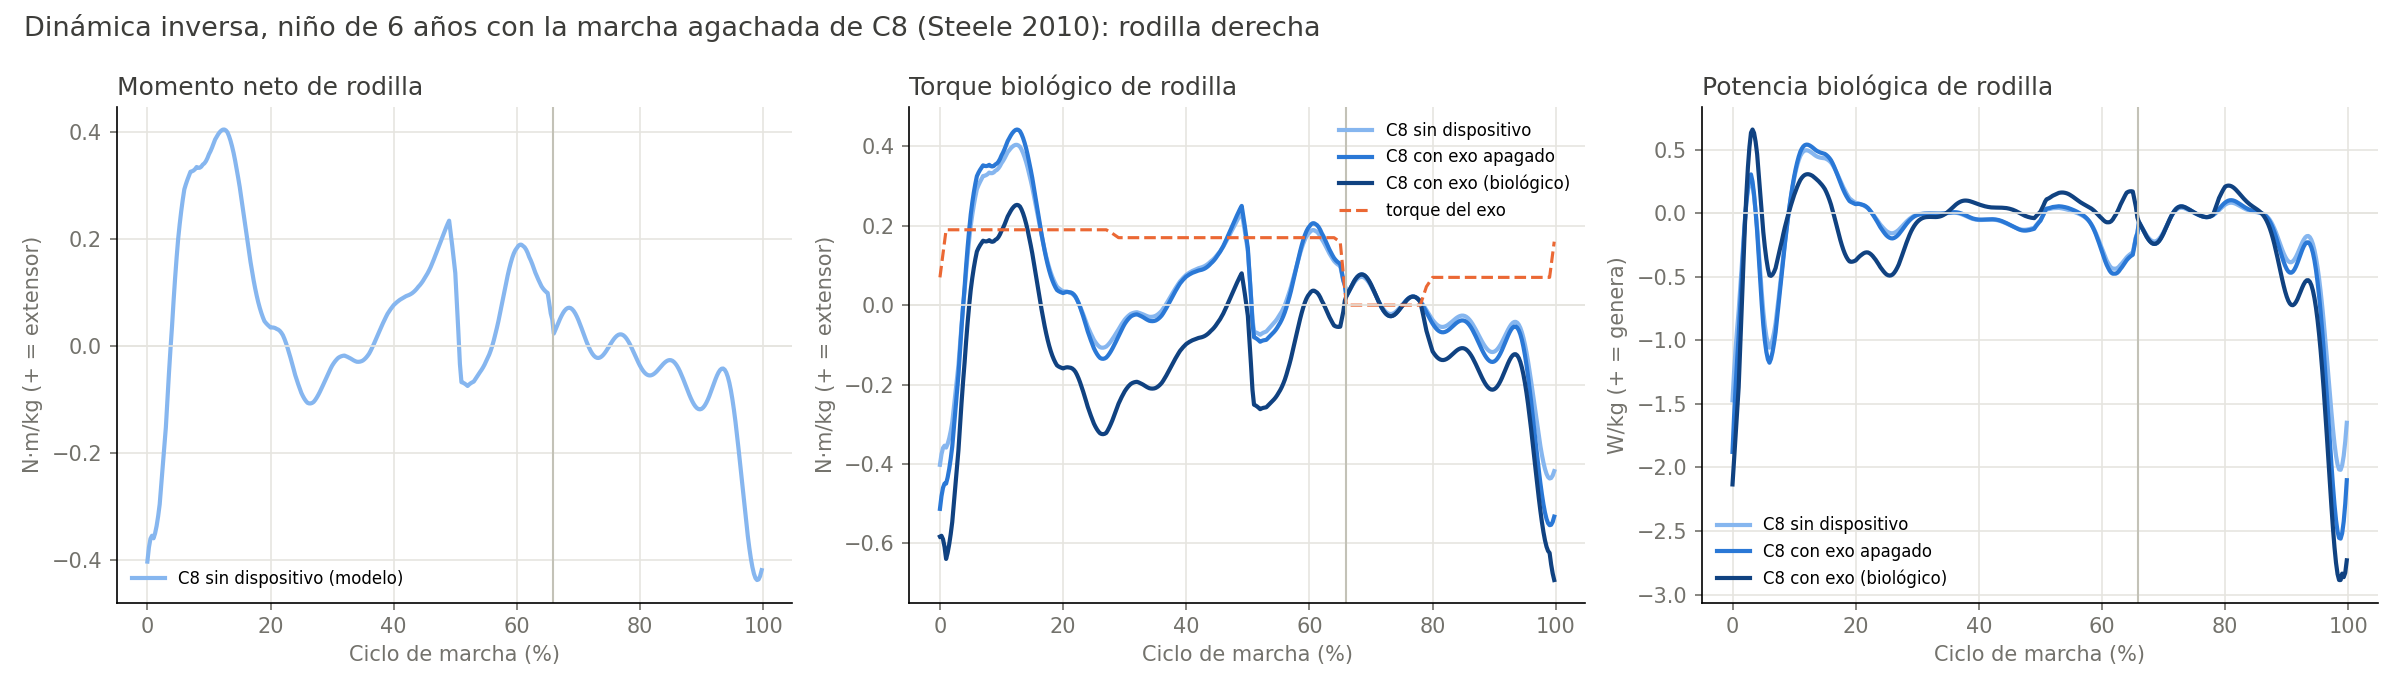 Dinámica inversa, niño de 6 años con la marcha agachada de C8 (Steele 2010): rodilla derecha
Momento neto de rodilla
N·m/kg (+ = extensor)
0.4
0.2
0.0
−0.2
−0.4
C8 sin dispositivo (modelo)
0 20 40 60 80 100
Ciclo de marcha (%)
Torque biológico de rodilla
N·m/kg (+ = extensor)
0.4
0.2
0.0
−0.2
−0.4
−0.6
C8 sin dispositivo
C8 con exo apagado
C8 con exo (biológico)
torque del exo
0 20 40 60 80 100
Ciclo de marcha (%)
Potencia biológica de rodilla
W/kg (+ = genera)
0.5
0.0
−0.5
−1.0
−1.5
−2.0
−2.5
−3.0
C8 sin dispositivo
C8 con exo apagado
C8 con exo (biológico)
0 20 40 60 80 100
Ciclo de marcha (%)